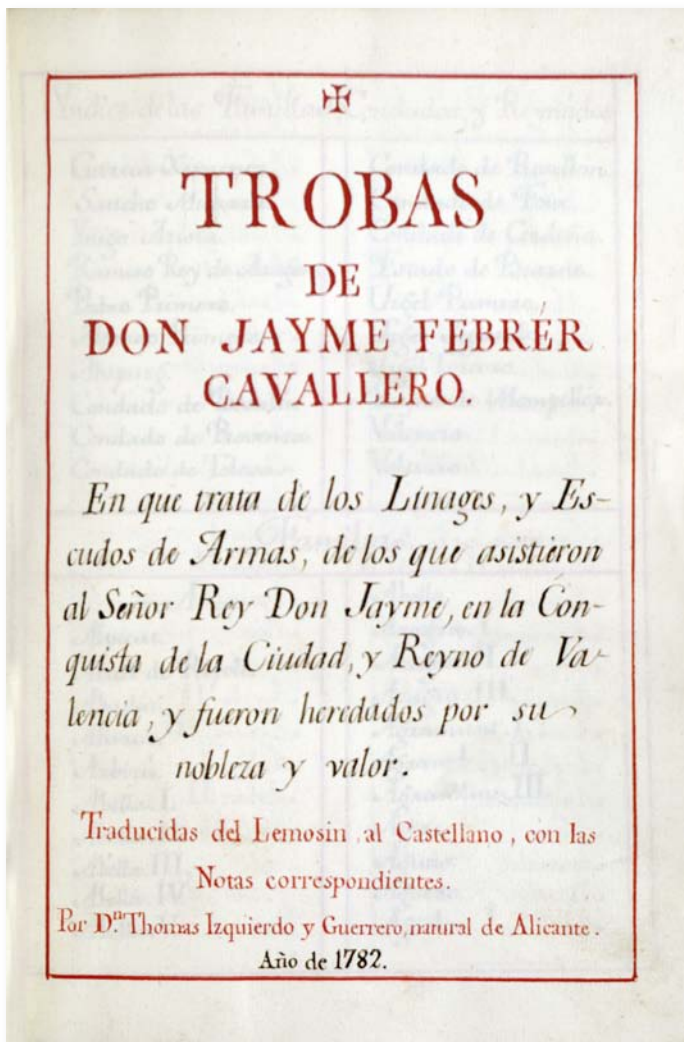 TROBAS
DE
DON JAYME FEBRÉR
CAVALLERO.
En que trata de los Linages, y Es-
cudos de Armas, de los que asistieron
al Señor Rey Don Jayme, en la Con-
quista de la Ciudad, y Reyno de Va-
lencia, y fueron heredados por su
nobleza y valor.
Traducidas del Lemosin, al Castellano, con las
Notas correspondientes.
Por D.ⁿ Thomas Izquierdo y Guerrero, natural de Alicante.
Año de 1782.